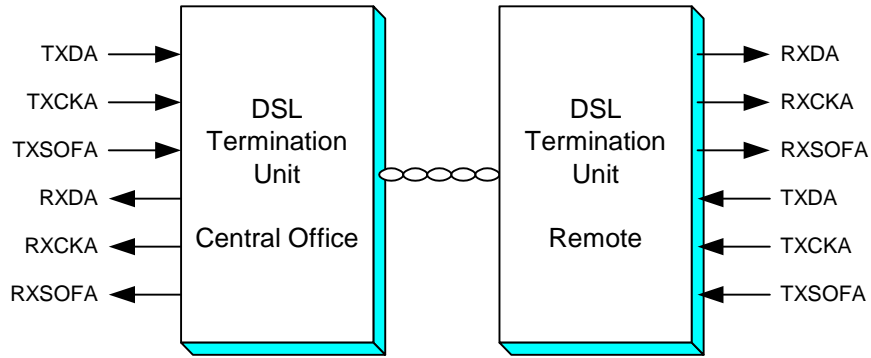 TXDA
TXCKA
TXSOFA
RXDA
RXCKA
RXSOFA
DSL
Termination
Unit
Central Office
DSL
Termination
Unit
Remote
RXDA
RXCKA
RXSOFA
TXDA
TXCKA
TXSOFA